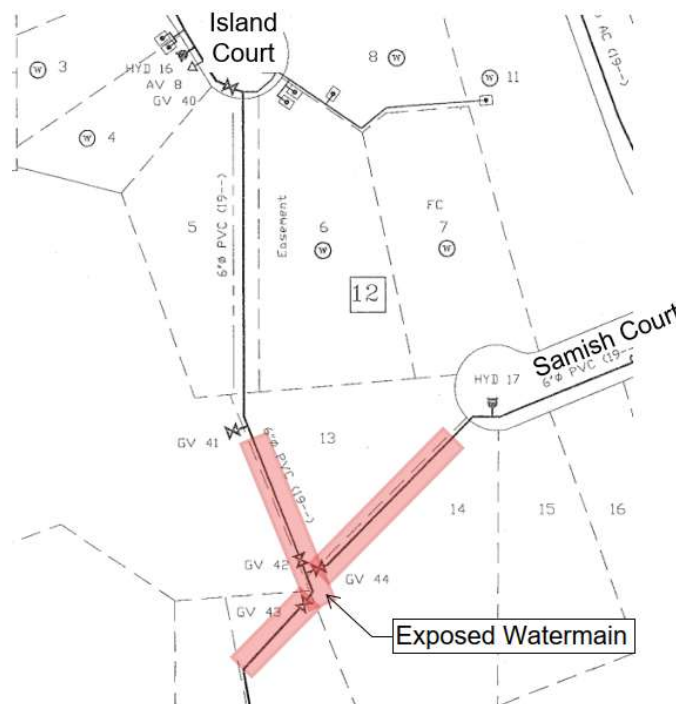 Island
Court
3
HYD 16
AV 8
GV 40
4
8
W
11
AC (19--)
5
6"Ø PVC (19--)
Easement
6
FC
7
12
Samish Court
HYD 17
6"Ø PVC (19--
GV 41
13
6"Ø PVC (19--)
14
15
16
GV 42
GV 44
GV 43
Exposed Watermain